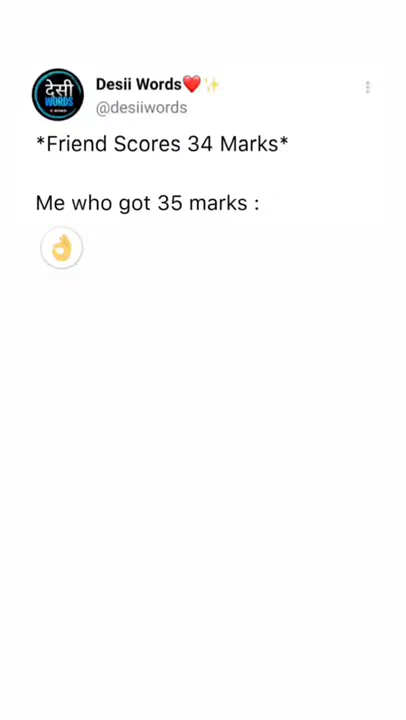 देसी
WORDS
Desii Words❤️✨
@desiiwords
*Friend Scores 34 Marks*
Me who got 35 marks :
👌